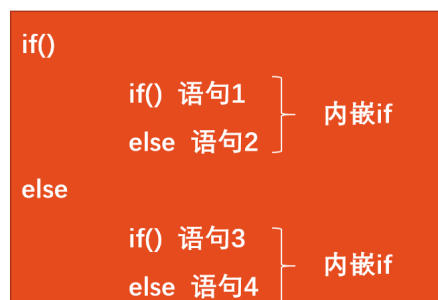 if()
if() 语句1
内嵌if
else 语句2
else
if() 语句3
内嵌if
else 语句4